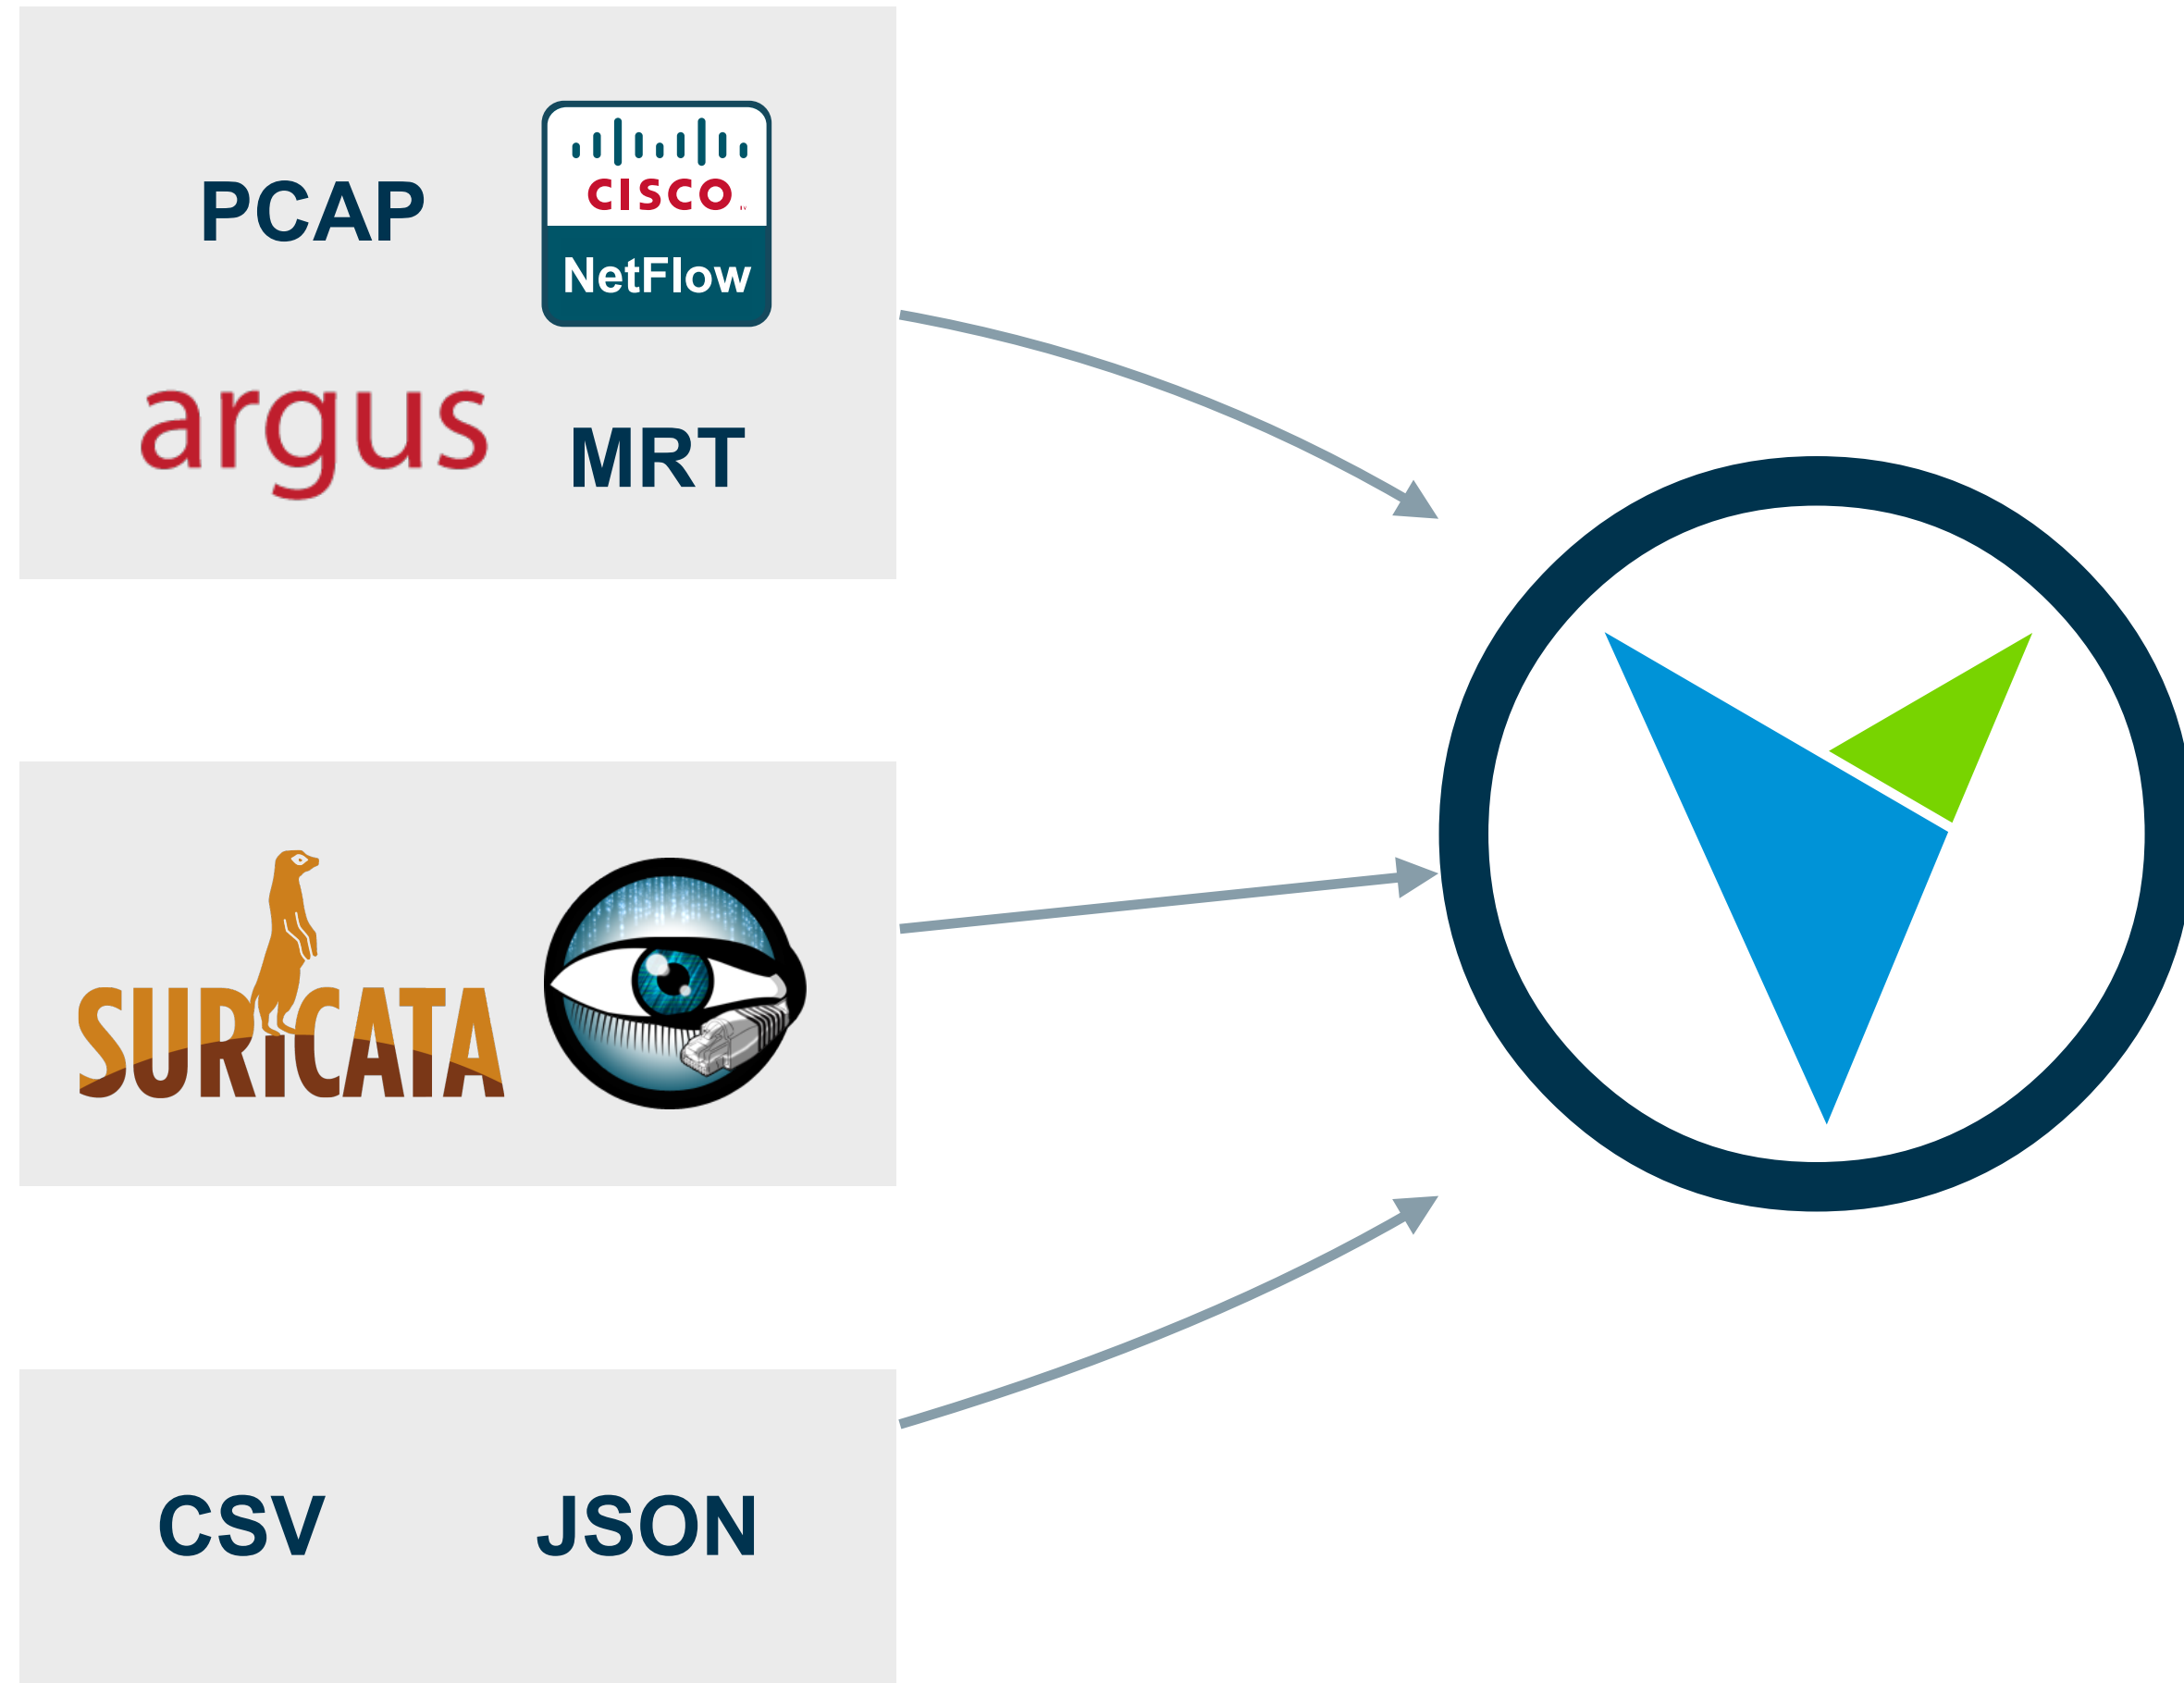 PCAP
CISCO
NetFlow
argus
MRT
SURiCATA
CSV
JSON